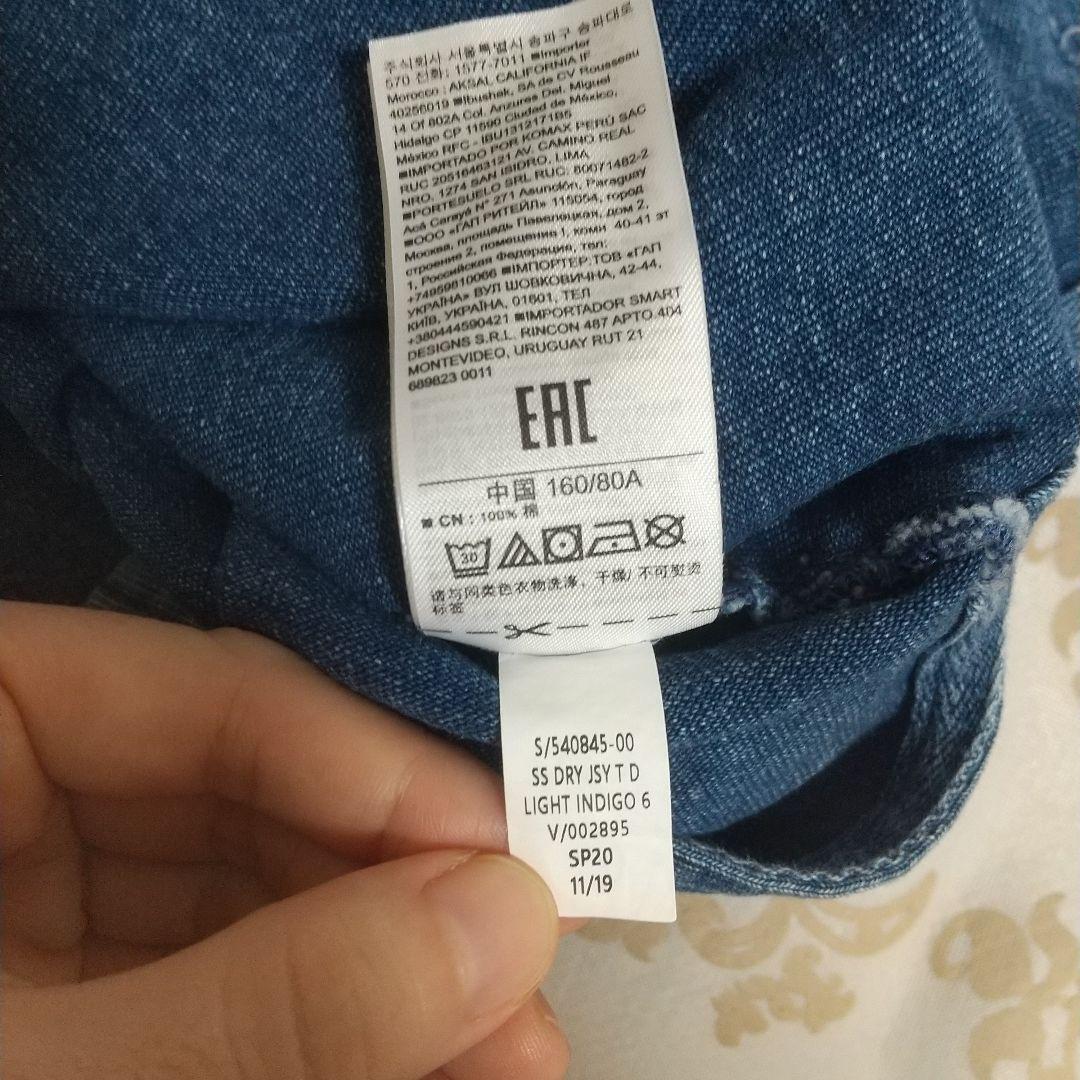 주식회사 서울특별시 송파구 송파대로
570 전화: 1577-7011 ■Importer
Morocco : AKSAL CALIFORNIA IF
40256019 ■Ibushak, SA de CV Rousseau
14 Of 802A Col. Anzures Del. Miguel
Hidalgo CP 11590 Ciudad de México,
México RFC - IBU1312171B5
■IMPORTADO POR KOMAX PERÚ SAC
RUC 20516463121 AV. CAMINO REAL
NRO. 1274 SAN ISIDRO, LIMA
■PORTESUELO SRL RUC: 80071482-2
Acá Carayá N° 271 Asunción, Paraguay
■ООО «ГАП РИТЕЙЛ» 115054, город
Москва, площадь Павелецкая, дом 2,
строение 2, помещение 1, комн 40-41 эт
1, Российская Федерация, тел:
+74959810066 ■ІМПОРТЕР:ТОВ «ГАП
УКРАЇНА» ВУЛ ШОВКОВИЧНА, 42-44,
КИЇВ, УКРАЇНА, 01601, ТЕЛ
+380444590421 ■IMPORTADOR SMART
DESIGNS S.R.L. RINCON 487 APTO 404
MONTEVIDEO, URUGUAY RUT 21
689823 0011
EAC
中国 160/80A
■ CN : 100% 棉
30
请与同类色衣物洗涤, 干燥/ 不可熨烫
标签
S/540845-00
SS DRY JSY T D
LIGHT INDIGO 6
V/002895
SP20
11/19